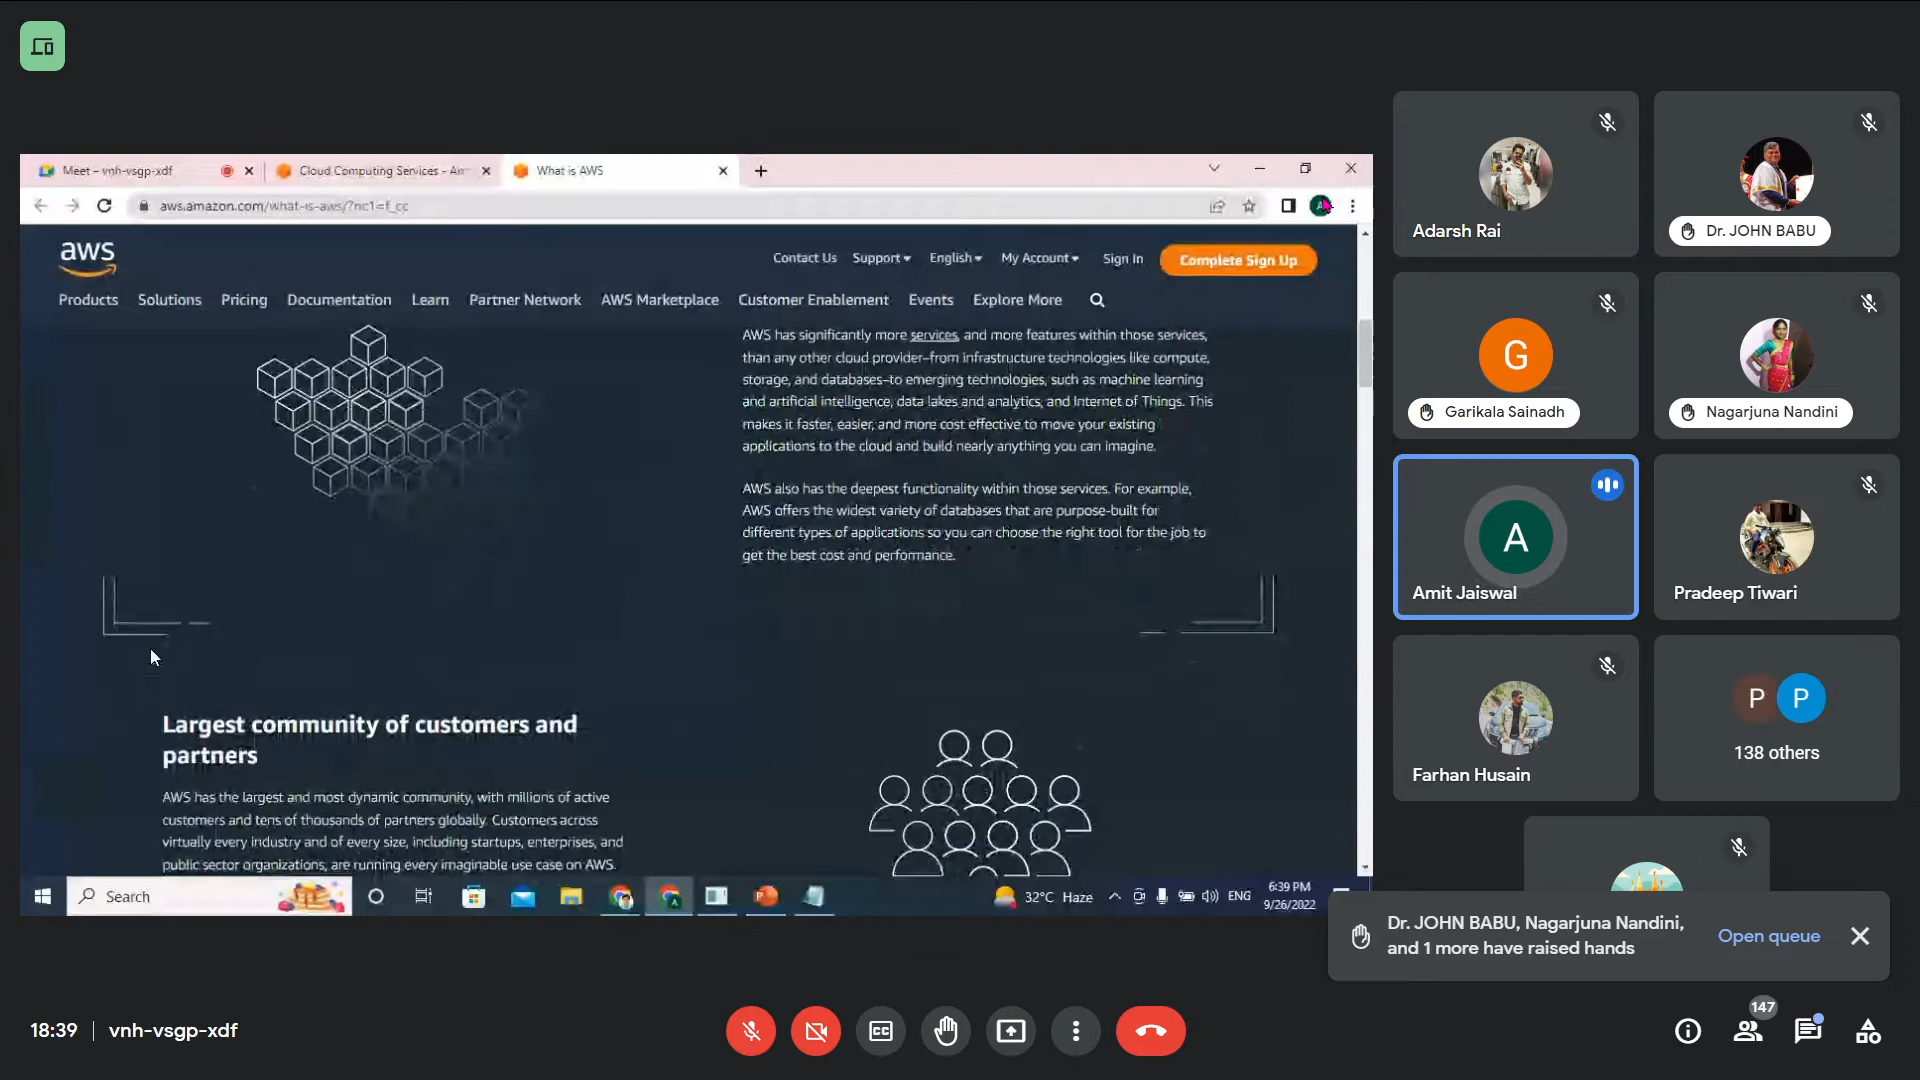 Meet – vnh-vsgp-xdf
Cloud Computing Services - Am
What is AWS
aws.amazon.com/what-is-aws/?nc1=f_cc
A
aws
Contact Us Support English My Account Sign In Complete Sign Up
Products Solutions Pricing Documentation Learn Partner Network AWS Marketplace Customer Enablement Events Explore More
AWS has significantly more services, and more features within those services,
than any other cloud provider–from infrastructure technologies like compute,
storage, and databases–to emerging technologies, such as machine learning
and artificial intelligence, data lakes and analytics, and Internet of Things. This
makes it faster, easier, and more cost effective to move your existing
applications to the cloud and build nearly anything you can imagine.
AWS also has the deepest functionality within those services. For example,
AWS offers the widest variety of databases that are purpose-built for
different types of applications so you can choose the right tool for the job to
get the best cost and performance.
Largest community of customers and
partners
AWS has the largest and most dynamic community, with millions of active
customers and tens of thousands of partners globally. Customers across
virtually every industry and of every size, including startups, enterprises, and
public sector organizations, are running every imaginable use case on AWS.
Search
32°C Haze
ENG
6:39 PM
9/26/2022
Adarsh Rai
Dr. JOHN BABU
G
Garikala Sainadh
Nagarjuna Nandini
A
Amit Jaiswal
Pradeep Tiwari
Farhan Husain
P P
138 others
Dr. JOHN BABU, Nagarjuna Nandini,
and 1 more have raised hands
Open queue
18:39 vnh-vsgp-xdf
CC
147